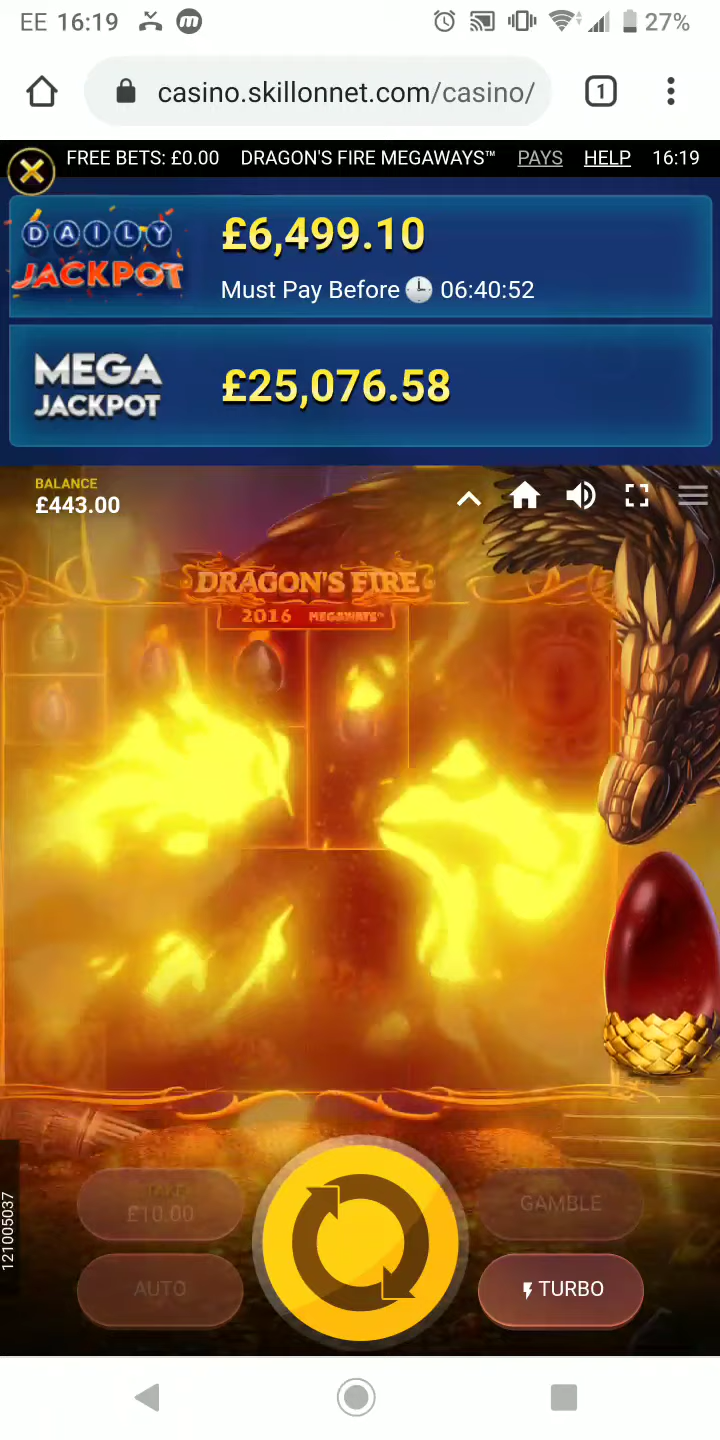 EE 16:19
27%
casino.skillonnet.com/casino/
1
FREE BETS: £0.00 DRAGON'S FIRE MEGAWAYS™ PAYS HELP 16:19
DAILY
JACKPOT
£6,499.10
Must Pay Before 06:40:52
MEGA
JACKPOT
£25,076.58
BALANCE
£443.00
DRAGON'S FIRE
2016 MEGAWAYS™
£10.00
GAMBLE
AUTO
TURBO
121005037